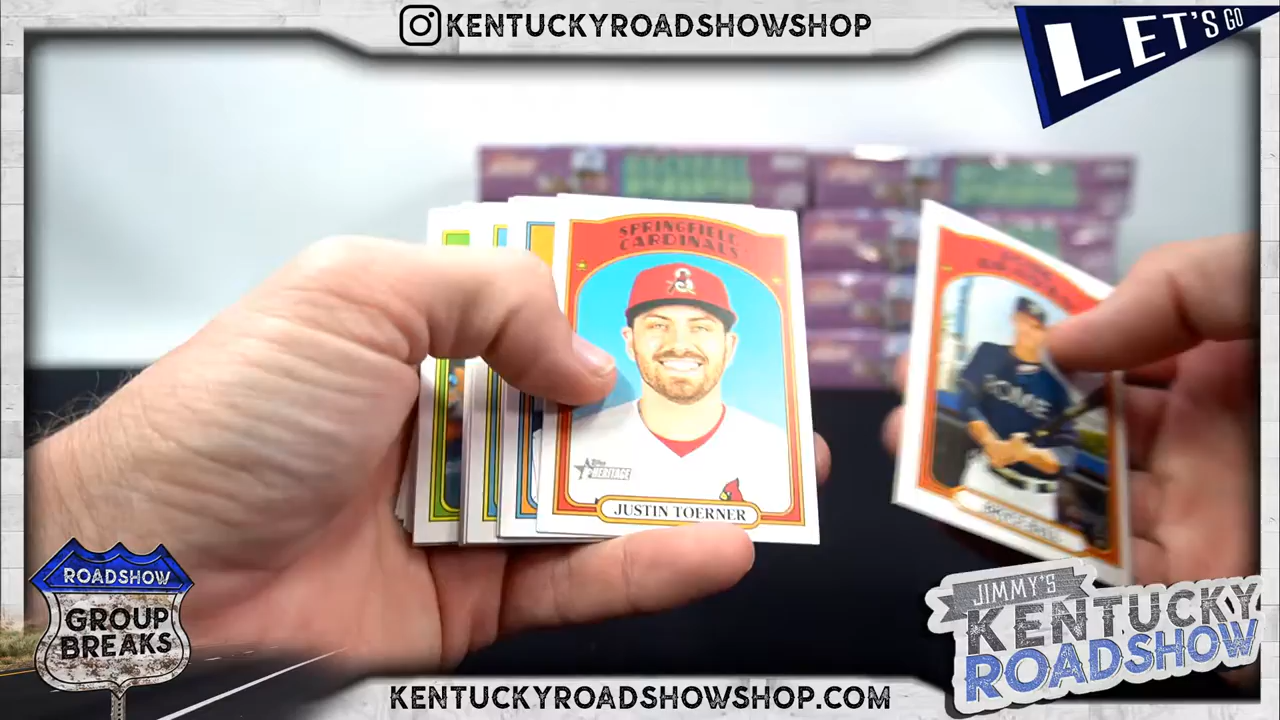 KENTUCKYROADSHOWSHOP
LET'S GO
SPRINGFIELD
CARDINALS
ROME
Topps
HERITAGE
JUSTIN TOERNER
ROADSHOW
GROUP
BREAKS
JIMMY'S
KENTUCKY
ROADSHOW
KENTUCKYROADSHOWSHOP.COM